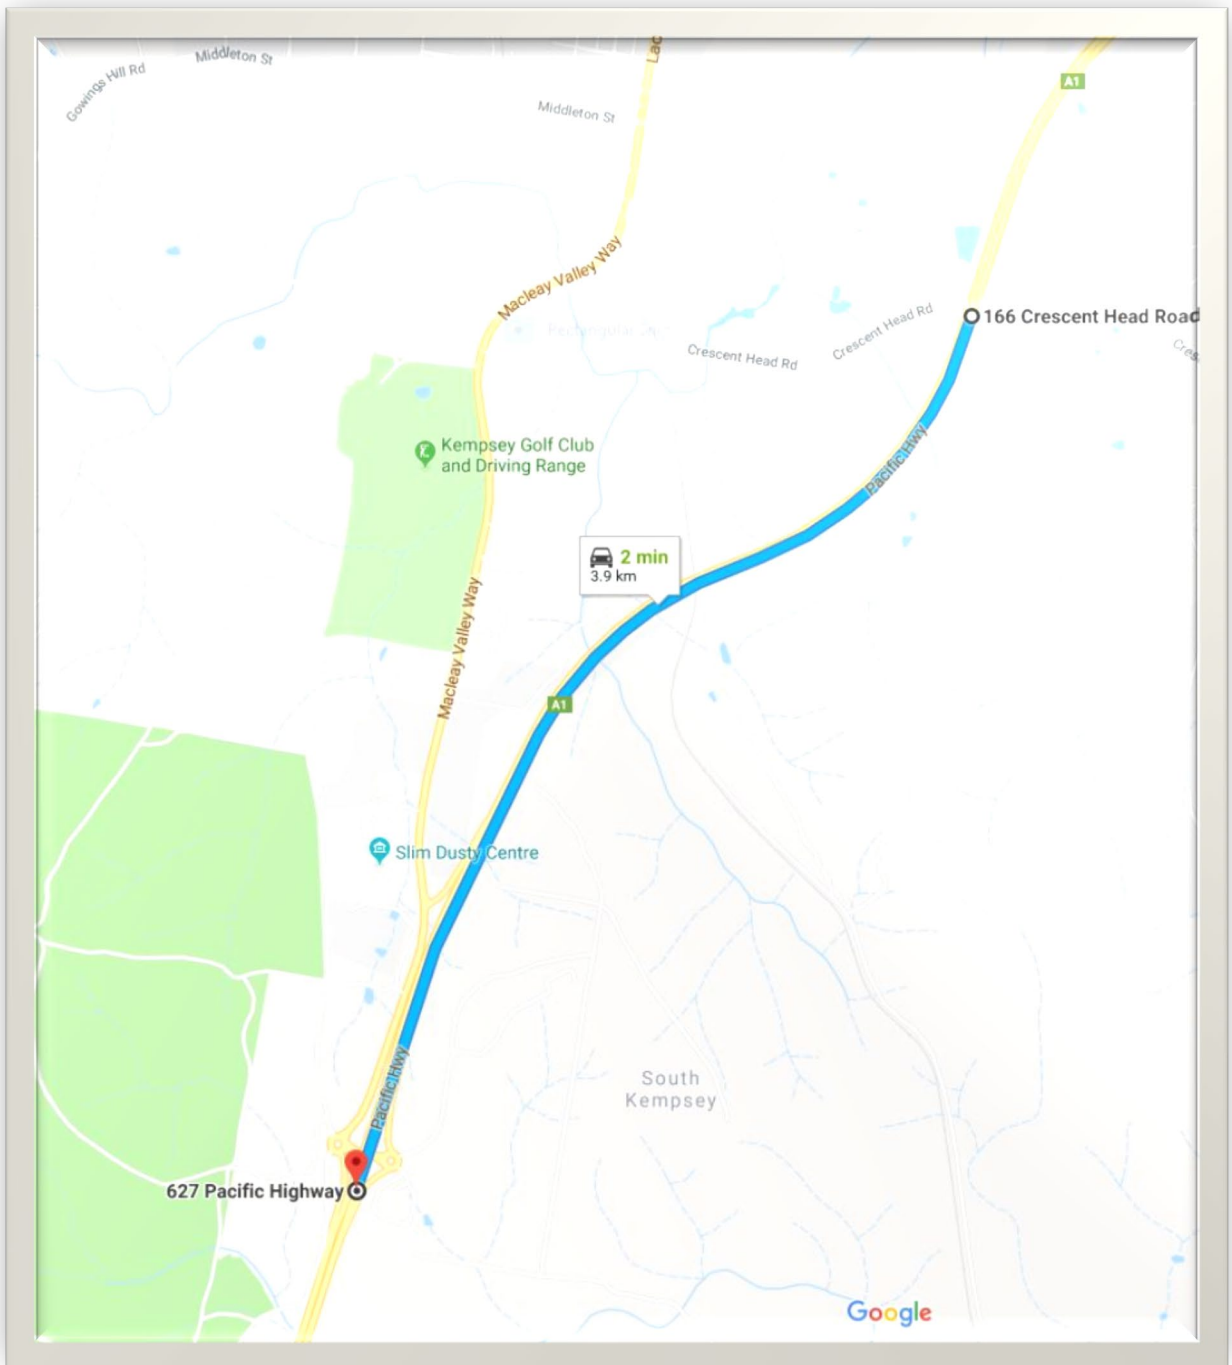 Middleton St
Gowings Hill Rd
Lac
A1
Middleton St
Macleay Valley Way
Crescent Head Rd
166 Crescent Head Road
Crescent Head Rd
Cres
Pacific Hwy
Kempsey Golf Club
and Driving Range
2 min
3.9 km
Macleay Valley Way
A1
Slim Dusty Centre
Pacific Hwy
South
Kempsey
627 Pacific Highway
Google